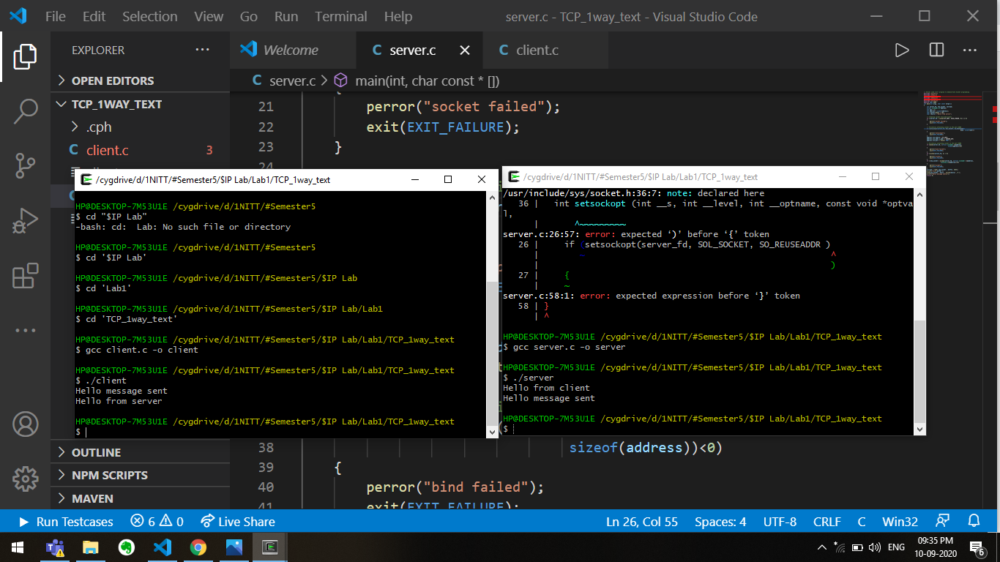 File Edit Selection View Go Run Terminal Help server.c - TCP_1way_text - Visual Studio Code
EXPLORER
Welcome
C server.c
C client.c
OPEN EDITORS
C server.c > main(int, char const * [])
TCP_1WAY_TEXT
.cph
C client.c 3
21 perror("socket failed");
22 exit(EXIT_FAILURE);
23 }
24
/cygdrive/d/1NITT/#Semester5/$IP Lab/Lab1/TCP_1way_text
HP@DESKTOP-7M53U1E /cygdrive/d/1NITT/#Semester5
$ cd "$IP Lab"
-bash: cd:  Lab: No such file or directory
HP@DESKTOP-7M53U1E /cygdrive/d/1NITT/#Semester5
$ cd '$IP Lab'
HP@DESKTOP-7M53U1E /cygdrive/d/1NITT/#Semester5/$IP Lab
$ cd 'Lab1'
HP@DESKTOP-7M53U1E /cygdrive/d/1NITT/#Semester5/$IP Lab/Lab1
$ cd 'TCP_1way_text'
HP@DESKTOP-7M53U1E /cygdrive/d/1NITT/#Semester5/$IP Lab/Lab1/TCP_1way_text
$ gcc client.c -o client
HP@DESKTOP-7M53U1E /cygdrive/d/1NITT/#Semester5/$IP Lab/Lab1/TCP_1way_text
$ ./client
Hello message sent
Hello from server
HP@DESKTOP-7M53U1E /cygdrive/d/1NITT/#Semester5/$IP Lab/Lab1/TCP_1way_text
$
/cygdrive/d/1NITT/#Semester5/$IP Lab/Lab1/TCP_1way_text
/usr/include/sys/socket.h:36:7: note: declared here
36 |   int setsockopt (int __s, int __level, int __optname, const void *optva
l,
|       ^~~~~~~~~~
server.c:26:57: error: expected ‘)’ before ‘{’ token
26 |     if (setsockopt(server_fd, SOL_SOCKET, SO_REUSEADDR )
|        ~                                                ^
|                                                         )
27 |     {
|     ~
server.c:58:1: error: expected expression before ‘}’ token
58 | }
| ^
HP@DESKTOP-7M53U1E /cygdrive/d/1NITT/#Semester5/$IP Lab/Lab1/TCP_1way_text
$ gcc server.c -o server
HP@DESKTOP-7M53U1E /cygdrive/d/1NITT/#Semester5/$IP Lab/Lab1/TCP_1way_text
$ ./server
Hello from client
Hello message sent
HP@DESKTOP-7M53U1E /cygdrive/d/1NITT/#Semester5/$IP Lab/Lab1/TCP_1way_text
$
38 sizeof(address))<0)
39 {
40 perror("bind failed");
41 exit(EXIT_FAILURE);
OUTLINE
NPM SCRIPTS
MAVEN
Run Testcases 6 0 Live Share Ln 26, Col 55 Spaces: 4 UTF-8 CRLF C Win32
ENG
09:35 PM
10-09-2020
6